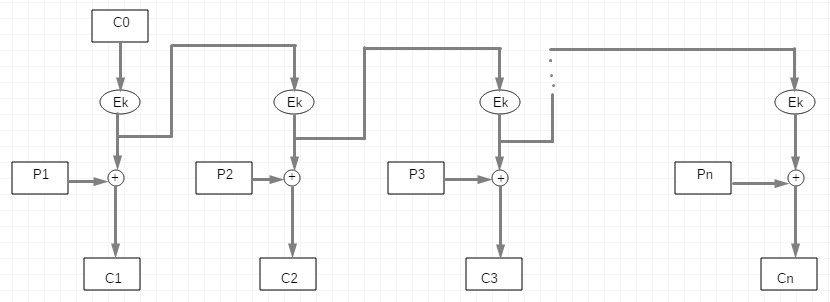 C0
Ek
Ek
Ek
Ek
P1
+
P2
+
P3
+
Pn
+
C1
C2
C3
Cn